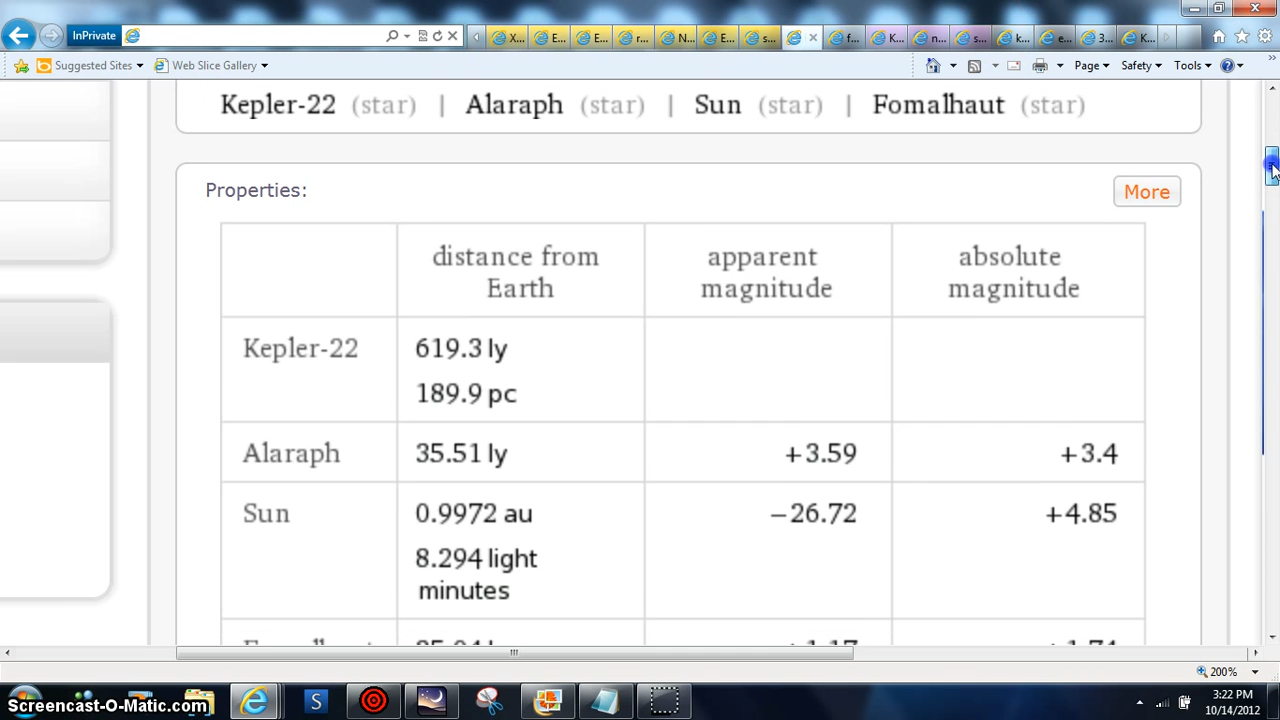 InPrivate
X... E... E... r... N... E... s... f... K... n... s... k... e... 3... K...
Suggested Sites Web Slice Gallery Page Safety Tools
Kepler-22 (star) | Alaraph (star) | Sun (star) | Fomalhaut (star)
Properties: More
distance from Earth apparent magnitude absolute magnitude
Kepler-22 619.3 ly
189.9 pc
Alaraph 35.51 ly +3.59 +3.4
Sun 0.9972 au −26.72 +4.85
8.294 light
minutes
200%
Screencast-O-Matic.com
3:22 PM
10/14/2012